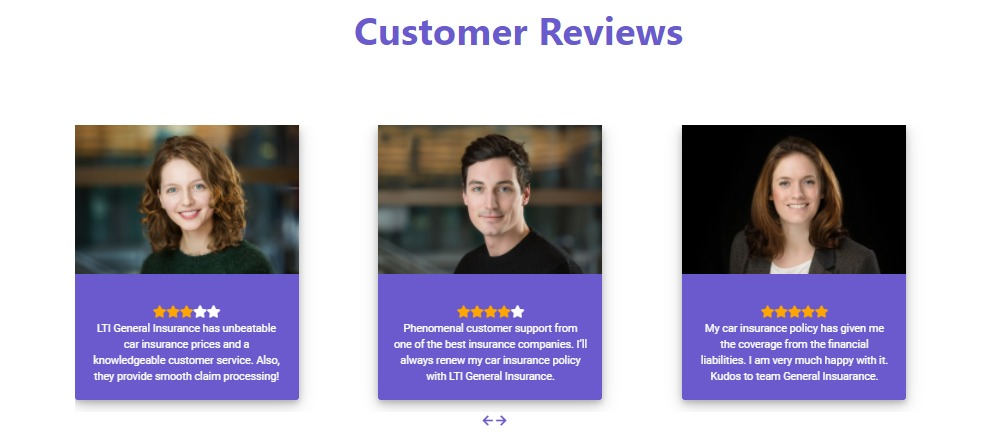 Customer Reviews
LTI General Insurance has unbeatable
car insurance prices and a
knowledgeable customer service. Also,
they provide smooth claim processing!
Phenomenal customer support from
one of the best insurance companies. I'll
always renew my car insurance policy
with LTI General Insurance.
My car insurance policy has given me
the coverage from the financial
liabilities. I am very much happy with it.
Kudos to team General Insuarance.